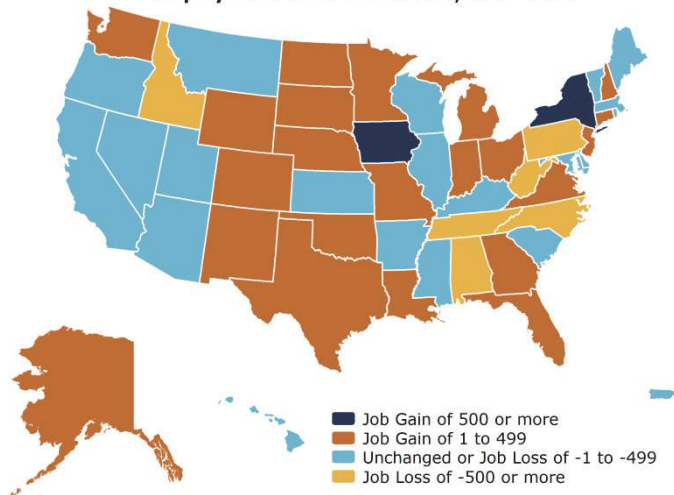 Job Gain of 500 or more
Job Gain of 1 to 499
Unchanged or Job Loss of -1 to -499
Job Loss of -500 or more